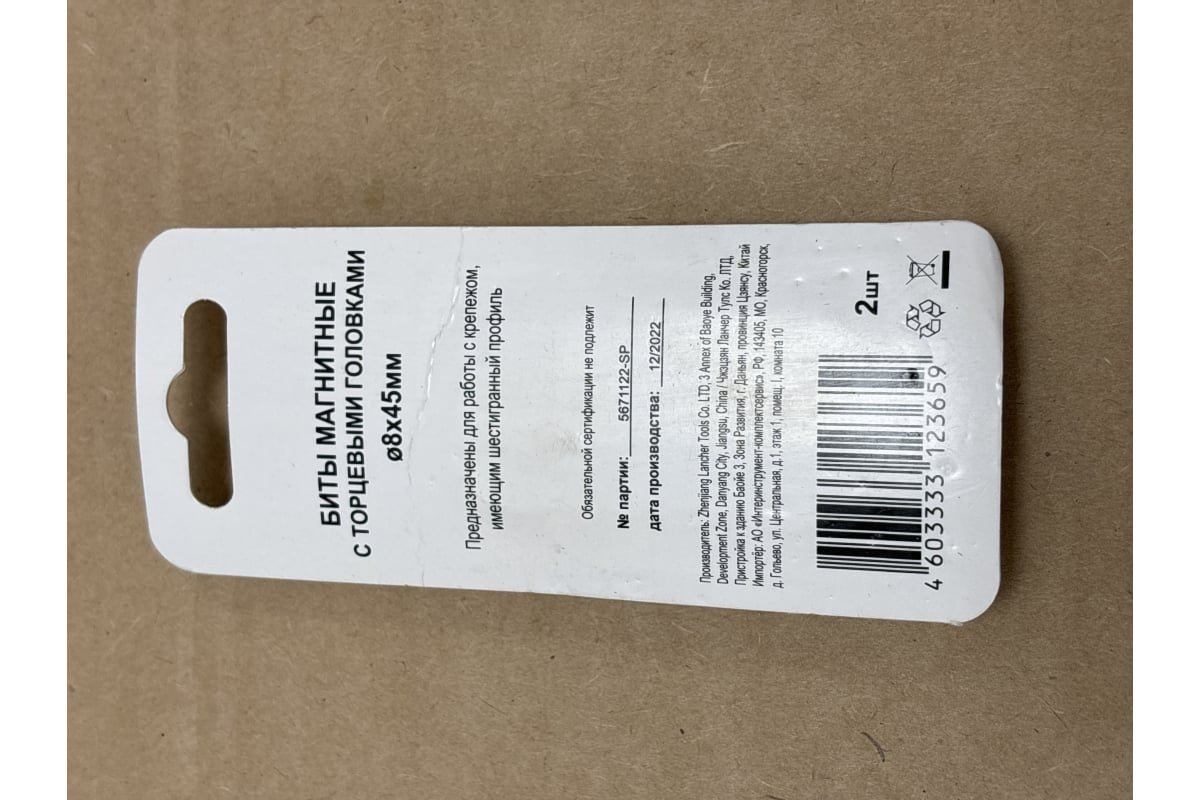 БИТЫ МАГНИТНЫЕ
С ТОРЦЕВЫМИ ГОЛОВКАМИ
ø8x45мм
Предназначены для работы с крепежом,
имеющим шестигранный профиль
Обязательной сертификации не подлежит
№ партии: 5671122-SP
дата производства: 12/2022
Производитель: Zhenjiang Lancher Tools Co. LTD, 3 Annex of Baoye Building,
Development Zone, Danyang City, Jiangsu, China / Чжэцзян Ланчер Тулс Ко. ЛТД,
Пристройка к зданию Баойе 3, Зона Развития, г. Даньян, провинция Цзянсу, Китай
Импортёр: АО «Интеринструмент-комплектсервис», РФ, 143405, МО, Красногорск,
д. Гольево, ул. Центральная, д.1, этаж 1, помещ. I, комната 10
4 603333 123659
2шт